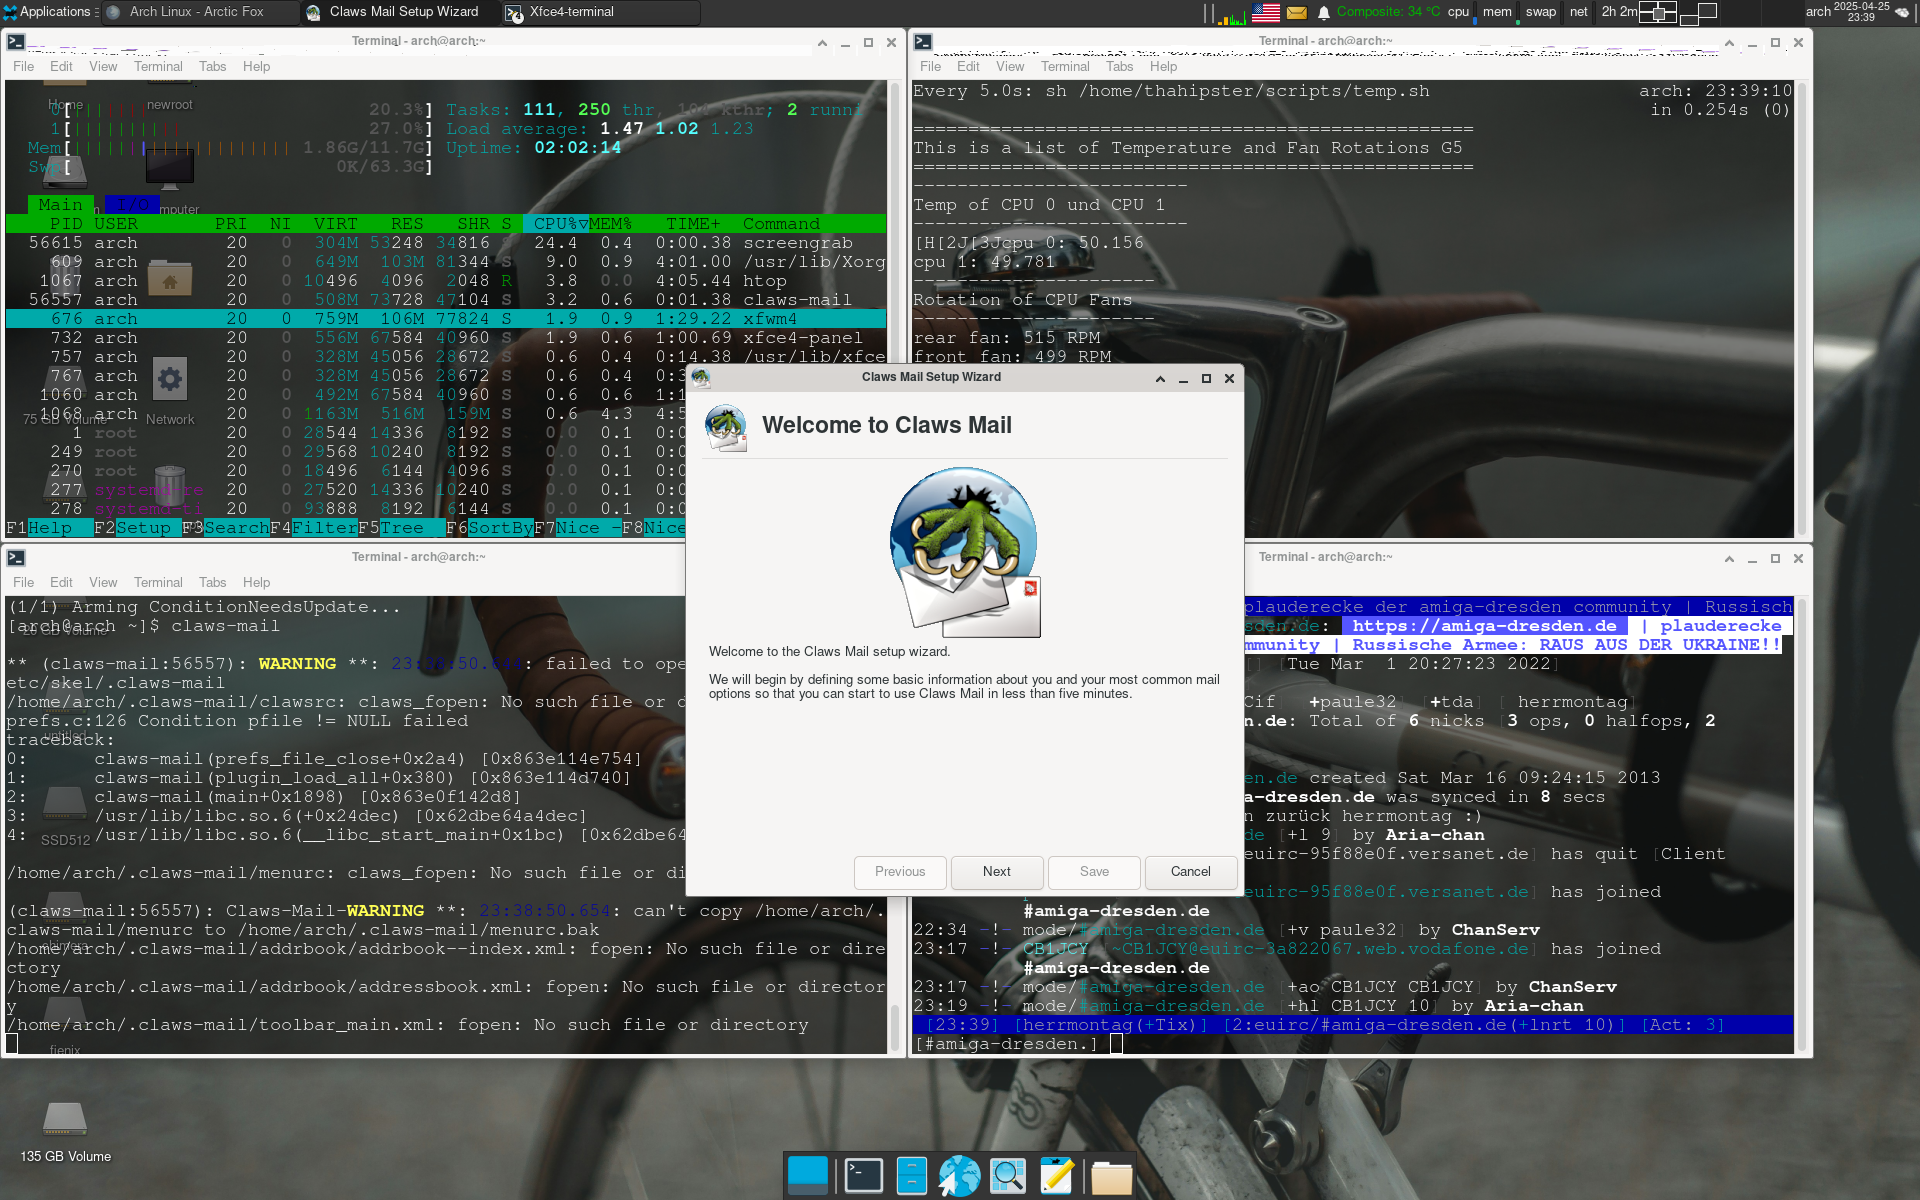 Applications
Arch Linux - Arctic Fox
Claws Mail Setup Wizard
Xfce4-terminal
Composite: 34 °C
cpu
mem
swap
net
2h 2m
arch
2025-04-25
23:39
Terminal - arch@arch:~
File Edit View Terminal Tabs Help
Home
newroot
0[ 20.3%] Tasks: 111, 250 thr, 104 kthr; 2 runni
1[ 27.0%] Load average: 1.47 1.02 1.23
Mem[ 1.86G/11.7G] Uptime: 02:02:14
Swp[ 0K/63.3G]
Main I/O
PID USER PRI NI VIRT RES SHR S CPU%▽MEM% TIME+ Command
56615 arch 20 0 304M 53248 34816 S 24.4 0.4 0:00.38 screengrab
609 arch 20 0 649M 103M 81344 S 9.0 0.9 4:01.00 /usr/lib/Xorg
1067 arch 20 0 10496 4096 2048 R 3.8 0.0 4:05.44 htop
56557 arch 20 0 508M 73728 47104 S 3.2 0.6 0:01.38 claws-mail
676 arch 20 0 759M 106M 77824 S 1.9 0.9 1:29.22 xfwm4
732 arch 20 0 556M 67584 40960 S 1.9 0.6 1:00.69 xfce4-panel
757 arch 20 0 328M 45056 28672 S 0.6 0.4 0:14.38 /usr/lib/xfce
767 arch 20 0 328M 45056 28672 S 0.6 0.4 0:3
1060 arch 20 0 492M 67584 40960 S 0.6 0.6 1:1
1068 arch 20 0 1163M 516M 159M S 0.6 4.3 4:5
1 root 20 0 28544 14336 8192 S 0.0 0.1 0:0
249 root 20 0 29568 10240 8192 S 0.0 0.1 0:0
270 root 20 0 18496 6144 4096 S 0.0 0.1 0:0
277 systemd-re 20 0 27520 14336 10240 S 0.0 0.1 0:0
278 systemd-ti 20 0 93888 8192 6144 S 0.0 0.1 0:0
F1Help F2Setup F3SearchF4FilterF5Tree F6SortByF7Nice -F8Nice
75 GB Volume
Network
Terminal - arch@arch:~
File Edit View Terminal Tabs Help
Every 5.0s: sh /home/thahipster/scripts/temp.sh arch: 23:39:10
in 0.254s (0)
===================================================
This is a list of Temperature and Fan Rotations G5
===================================================
-------------------------
Temp of CPU 0 und CPU 1
-------------------------
[H[2J[3Jcpu 0: 50.156
cpu 1: 49.781
----------------------
Rotation of CPU Fans
----------------------
rear fan: 515 RPM
front fan: 499 RPM
Claws Mail Setup Wizard
Welcome to Claws Mail
Welcome to the Claws Mail setup wizard.
We will begin by defining some basic information about you and your most common mail
options so that you can start to use Claws Mail in less than five minutes.
Previous
Next
Save
Cancel
Terminal - arch@arch:~
File Edit View Terminal Tabs Help
(1/1) Arming ConditionNeedsUpdate...
[arch@arch ~]$ claws-mail
** (claws-mail:56557): WARNING **: 23:38:50.644: failed to ope
etc/skel/.claws-mail
/home/arch/.claws-mail/clawsrc: claws_fopen: No such file or d
prefs.c:126 Condition pfile != NULL failed
traceback:
0: claws-mail(prefs_file_close+0x2a4) [0x863e114e754]
1: claws-mail(plugin_load_all+0x380) [0x863e114d740]
2: claws-mail(main+0x1898) [0x863e0f142d8]
3: /usr/lib/libc.so.6(+0x24dec) [0x62dbe64a4dec]
4: /usr/lib/libc.so.6(__libc_start_main+0x1bc) [0x62dbe64
/home/arch/.claws-mail/menurc: claws_fopen: No such file or di
(claws-mail:56557): Claws-Mail-WARNING **: 23:38:50.654: can't copy /home/arch/.
claws-mail/menurc to /home/arch/.claws-mail/menurc.bak
/home/arch/.claws-mail/addrbook/addrbook--index.xml: fopen: No such file or dire
ctory
/home/arch/.claws-mail/addrbook/addressbook.xml: fopen: No such file or director
y
/home/arch/.claws-mail/toolbar_main.xml: fopen: No such file or directory
untitled
SSD512
chimera
fienix
135 GB Volume
Terminal - arch@arch:~
plauderecke der amiga-dresden community | Russisch
sden.de: https://amiga-dresden.de | plauderecke
mmunity | Russische Armee: RAUS AUS DER UKRAINE!!
[] [Tue Mar 1 20:27:23 2022]
Cif +paule32] [+tda] [ herrmontag]
n.de: Total of 6 nicks [3 ops, 0 halfops, 2
en.de created Sat Mar 16 09:24:15 2013
a-dresden.de was synced in 8 secs
n zurück herrmontag :)
de [+l 9] by Aria-chan
euirc-95f88e0f.versanet.de] has quit [Client
euirc-95f88e0f.versanet.de] has joined
#amiga-dresden.de
22:34 -!- mode/#amiga-dresden.de [+v paule32] by ChanServ
23:17 -!- CB1JCY [~CB1JCY@euirc-3a822067.web.vodafone.de] has joined
#amiga-dresden.de
23:17 -!- mode/#amiga-dresden.de [+ao CB1JCY CB1JCY] by ChanServ
23:19 -!- mode/#amiga-dresden.de [+hl CB1JCY 10] by Aria-chan
[23:39] [herrmontag(+Tix)] [2:euirc/#amiga-dresden.de(+lnrt 10)] [Act: 3]
[#amiga-dresden.]